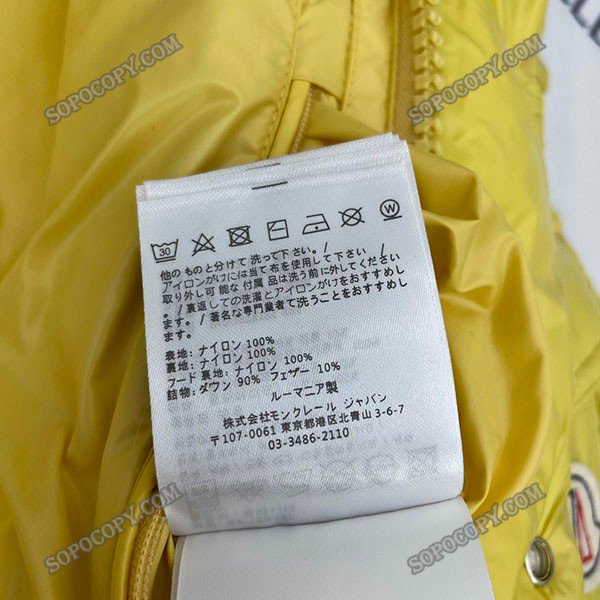 30
W
他のものと分けて洗って下さい。/
アイロンがけには当て布を使用して下さい。/
取り外し可能な付属品は洗う前に外してください
/ 裏返しての洗濯とアイロンがけをおすすめし
ます。/ 著名な専門業者で洗うことをおすすめし
ます。
表地: ナイロン 100%
裏地: ナイロン 100%
フード 裏地: ナイロン 100%
詰物: ダウン 90% フェザー 10%
ルーマニア製
株式会社モンクレール ジャパン
〒107-0061 東京都港区北青山 3-6-7
03-3486-2110
SOPOCOPY.COM
SOPOCOPY.COM
SOPOCOPY.COM
SOPOCOPY.COM
SOPOCOPY.COM